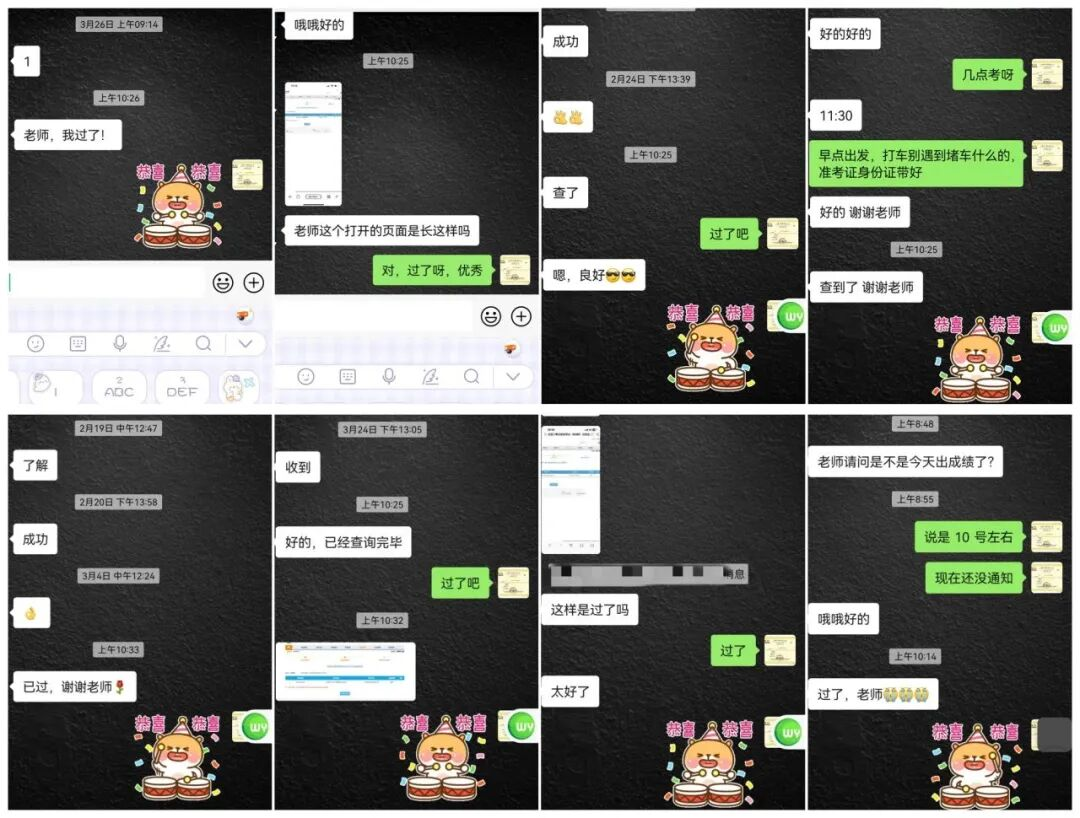 3月26日 上午09:14
1
上午10:26
老师，我过了！
恭喜 恭喜
1
2
ABC
3
DEF
哦哦好的
上午10:25
老师这个打开的页面是长这样吗
对，过了呀，优秀
成功
2月24日 下午13:39
上午10:25
查了
过了吧
嗯，良好
恭喜 恭喜
WY
好的好的
几点考呀
11:30
早点出发，打车别遇到堵车什么的，
准考证身份证带好
好的 谢谢老师
上午10:25
查到了 谢谢老师
恭喜 恭喜
WY
2月19日 中午12:47
了解
2月20日 下午13:58
成功
3月4日 中午12:24
上午10:33
已过，谢谢老师
恭喜 恭喜
WY
3月24日 下午13:05
收到
上午10:25
好的，已经查询完毕
过了吧
上午10:32
恭喜 恭喜
WY
消息
这样是过了吗
过了
太好了
恭喜 恭喜
WY
上午8:48
老师请问是不是今天出成绩了？
上午8:55
说是 10 号左右
现在还没通知
哦哦好的
上午10:14
过了，老师
恭喜 恭喜